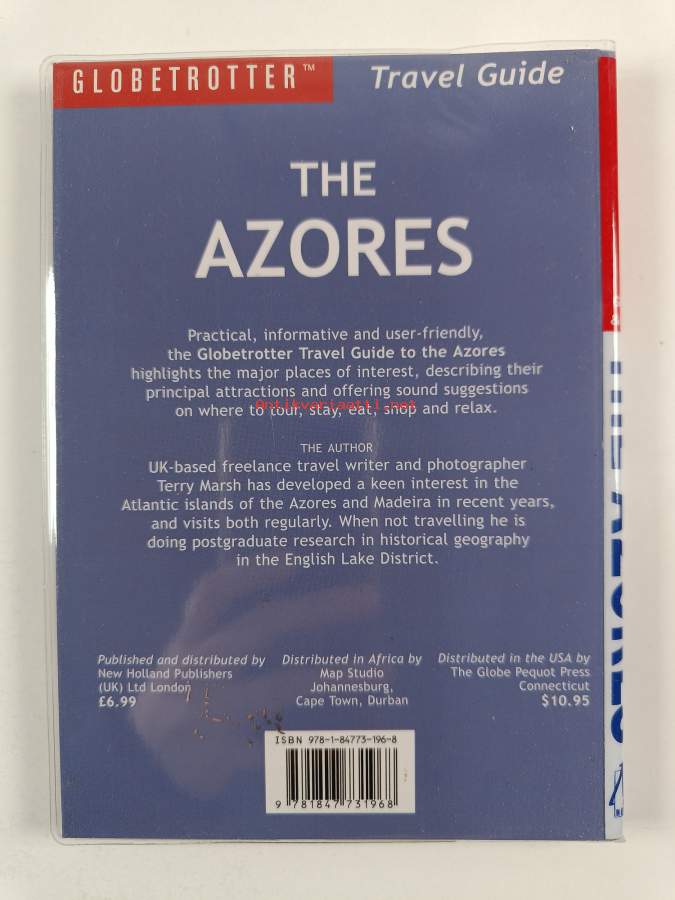 GLOBETROTTER™ Travel Guide
THE
AZORES
Practical, informative and user-friendly,
the Globetrotter Travel Guide to the Azores
highlights the major places of interest, describing their
principal attractions and offering sound suggestions
on where to tour, stay, eat, shop and relax.
Antikvariaatti.net
THE AUTHOR
UK-based freelance travel writer and photographer
Terry Marsh has developed a keen interest in the
Atlantic islands of the Azores and Madeira in recent years,
and visits both regularly. When not travelling he is
doing postgraduate research in historical geography
in the English Lake District.
Published and distributed by
New Holland Publishers
(UK) Ltd London
£6.99
Distributed in Africa by
Map Studio
Johannesburg,
Cape Town, Durban
Distributed in the USA by
The Globe Pequot Press
Connecticut
$10.95
ISBN 978-1-84773-196-8
9 781847 731968
THE AZORES